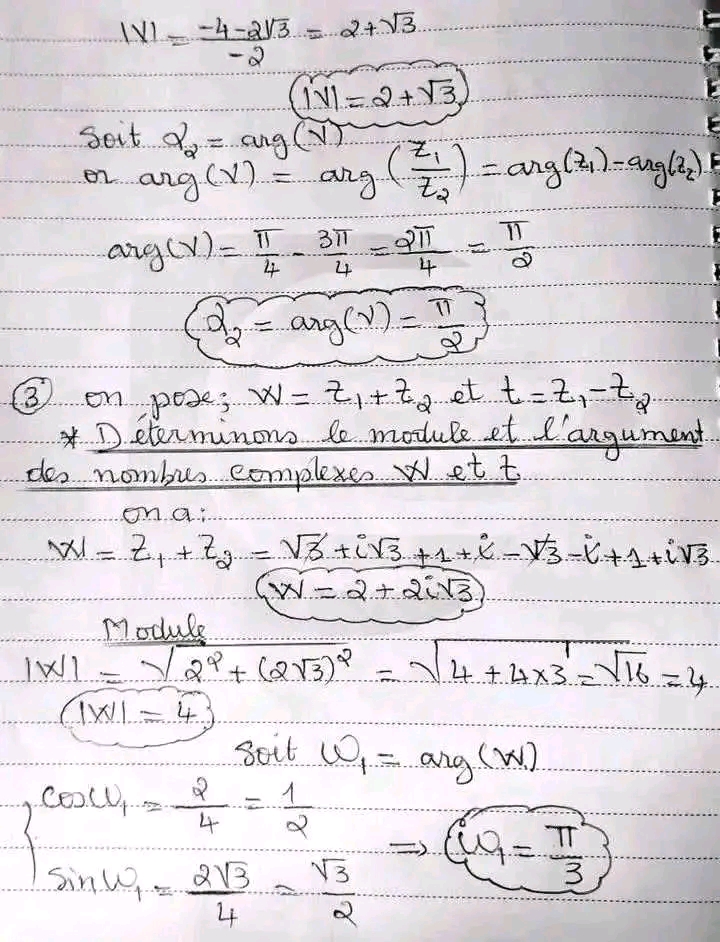 |V| = (-4-2√3)/(-2) = 2+√3
|V| = 2+√3
Soit α₂ = arg(V)
or arg(V) = arg(Z₁/Z₂) = arg(Z₁)-arg(Z₂)
arg(V) = π/4 - 3π/4 = 2π/4 = π/2
α₂ = arg(V) = π/2
③ on pose; W = Z₁+Z₂ et t=Z₁-Z₂
* Déterminons le module et l'argument
des nombres complexes W et t
on a:
W = Z₁+Z₂ = √3+i√3+1+i-√3-i+1+i√3
W = 2+2i√3
Module
|W| = √(2²+(2√3)²) = √(4+4×3) = √16 = 4
|W| = 4
Soit ω₁ = arg(W)
cosω₁ = 2/4 = 1/2
⇒ ω₁ = π/3
sinω₁ = 2√3/4 = √3/2